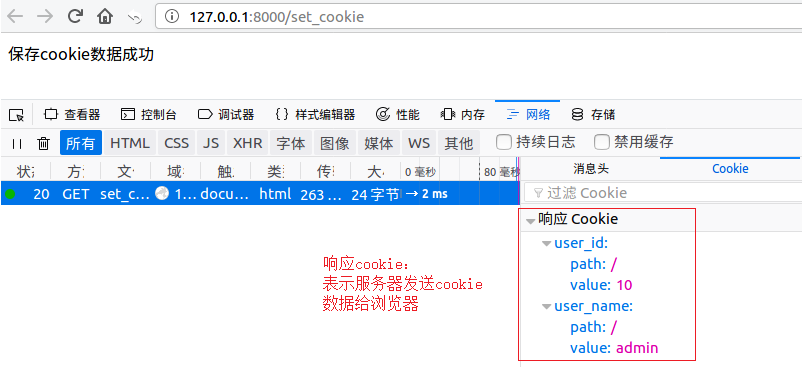 127.0.0.1:8000/set_cookie
保存cookie数据成功
查看器 控制台 调试器 {} 样式编辑器 性能 内存 网络 存储
所有 HTML CSS JS XHR 字体 图像 媒体 WS 其他 持续日志 禁用缓存
状 方 文 域 触 类 传 大 0 毫秒 80 毫秒 消息头 Cookie
20 GET set_c... 1... docu... html 263 ... 24 字节 → 2 ms
过滤 Cookie
响应 Cookie
user_id:
path: /
value: 10
user_name:
path: /
value: admin
响应cookie：
表示服务器发送cookie
数据给浏览器